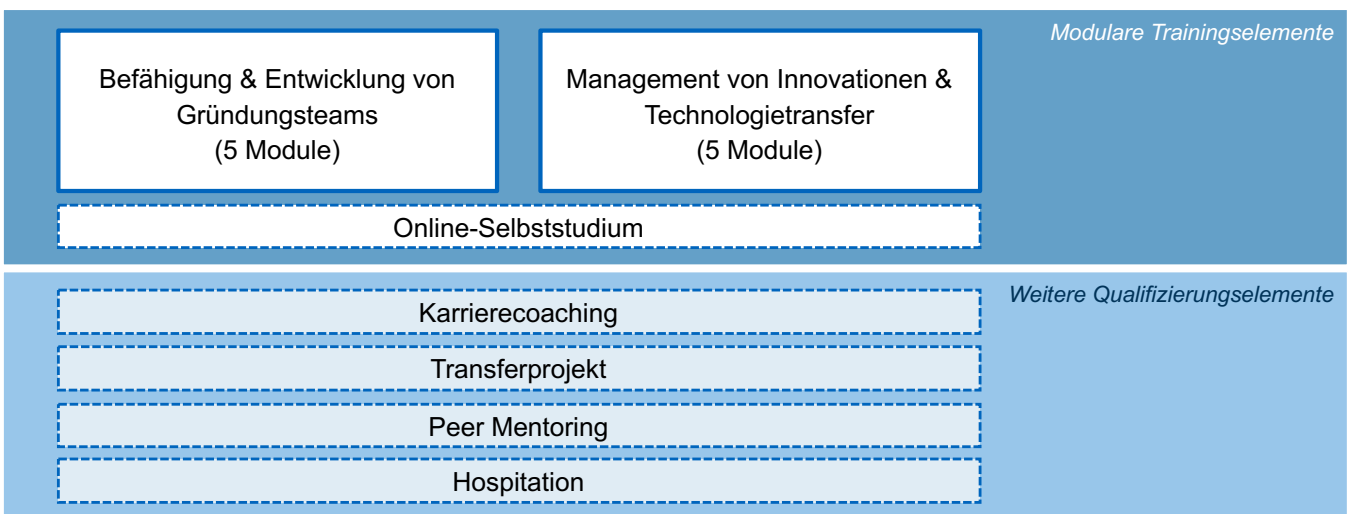 Modulare Trainingselemente
Befähigung & Entwicklung von
Gründungsteams
(5 Module)
Management von Innovationen &
Technologietransfer
(5 Module)
Online-Selbststudium
Weitere Qualifizierungselemente
Karrierecoaching
Transferprojekt
Peer Mentoring
Hospitation